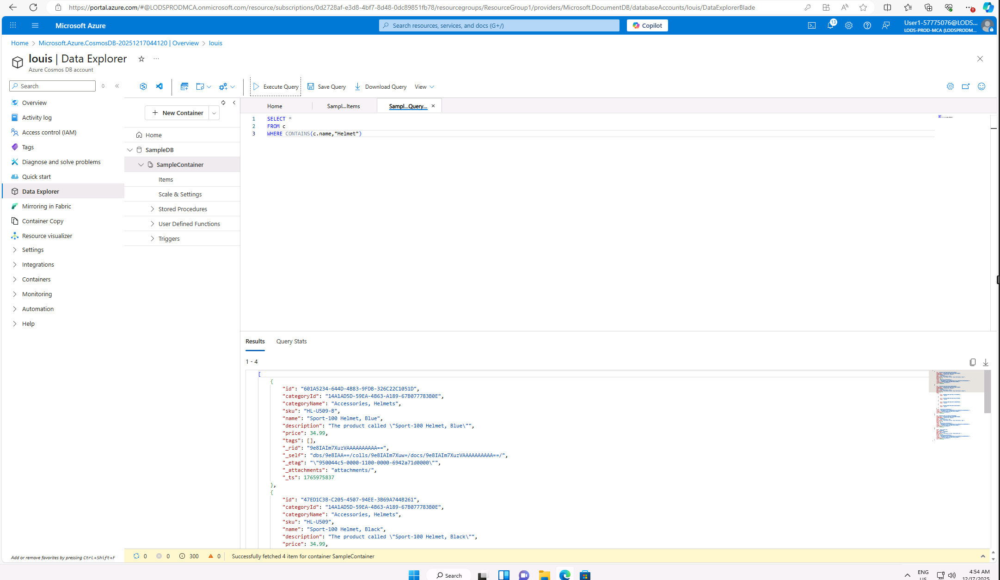 https://portal.azure.com/#@LODSPRODMCA.onmicrosoft.com/resource/subscriptions/0d2728af-e3d8-4bf7-8d48-0dc89851fb78/resourcegroups/ResourceGroup1/providers/Microsoft.DocumentDB/databaseAccounts/louis/DataExplorerBlade
Microsoft Azure
Search resources, services, and docs (G+/)
Copilot
13
User1-57775076@LODS...
LODS-PROD-MCA (LODSPRODM...
Home > Microsoft.Azure.CosmosDB-20251217044120 | Overview > louis
louis | Data Explorer
Azure Cosmos DB account
Search
Execute Query
Save Query
Download Query
View
Overview
Activity log
Access control (IAM)
Tags
Diagnose and solve problems
Quick start
Data Explorer
Mirroring in Fabric
Container Copy
Resource visualizer
Settings
Integrations
Containers
Monitoring
Automation
Help
Add or remove favorites by pressing Ctrl+Shift+F
New Container
Home
SampleDB
SampleContainer
Items
Scale & Settings
Stored Procedures
User Defined Functions
Triggers
Home
Sampl...Items
Sampl...Query...
1 SELECT *
2 FROM c
3 WHERE CONTAINS(c.name,"Helmet")
Results
Query Stats
1 - 4
[
{
"id": "601A5234-644D-4B83-9FDB-326C22C1051D",
"categoryId": "14A1AD5D-59EA-4B63-A189-67B077783B0E",
"categoryName": "Accessories, Helmets",
"sku": "HL-U509-B",
"name": "Sport-100 Helmet, Blue",
"description": "The product called \"Sport-100 Helmet, Blue\"",
"price": 34.99,
"tags": [],
"_rid": "9e8IAIm7XuzVAAAAAAAAAA==",
"_self": "dbs/9e8IAA==/colls/9e8IAIm7Xuw=/docs/9e8IAIm7XuzVAAAAAAAAAA==/",
"_etag": "\"950044c5-0000-1100-0000-6942a71d0000\"",
"_attachments": "attachments/",
"_ts": 1765975837
},
{
"id": "47ED1C3B-C205-4507-94EE-3B69A744B261",
"categoryId": "14A1AD5D-59EA-4B63-A189-67B077783B0E",
"categoryName": "Accessories, Helmets",
"sku": "HL-U509",
"name": "Sport-100 Helmet, Black",
"description": "The product called \"Sport-100 Helmet, Black\"",
"price": 34.99,
0 0 300 0 Successfully fetched 4 item for container SampleContainer
Search
ENG
US
4:54 AM
12/17/2025